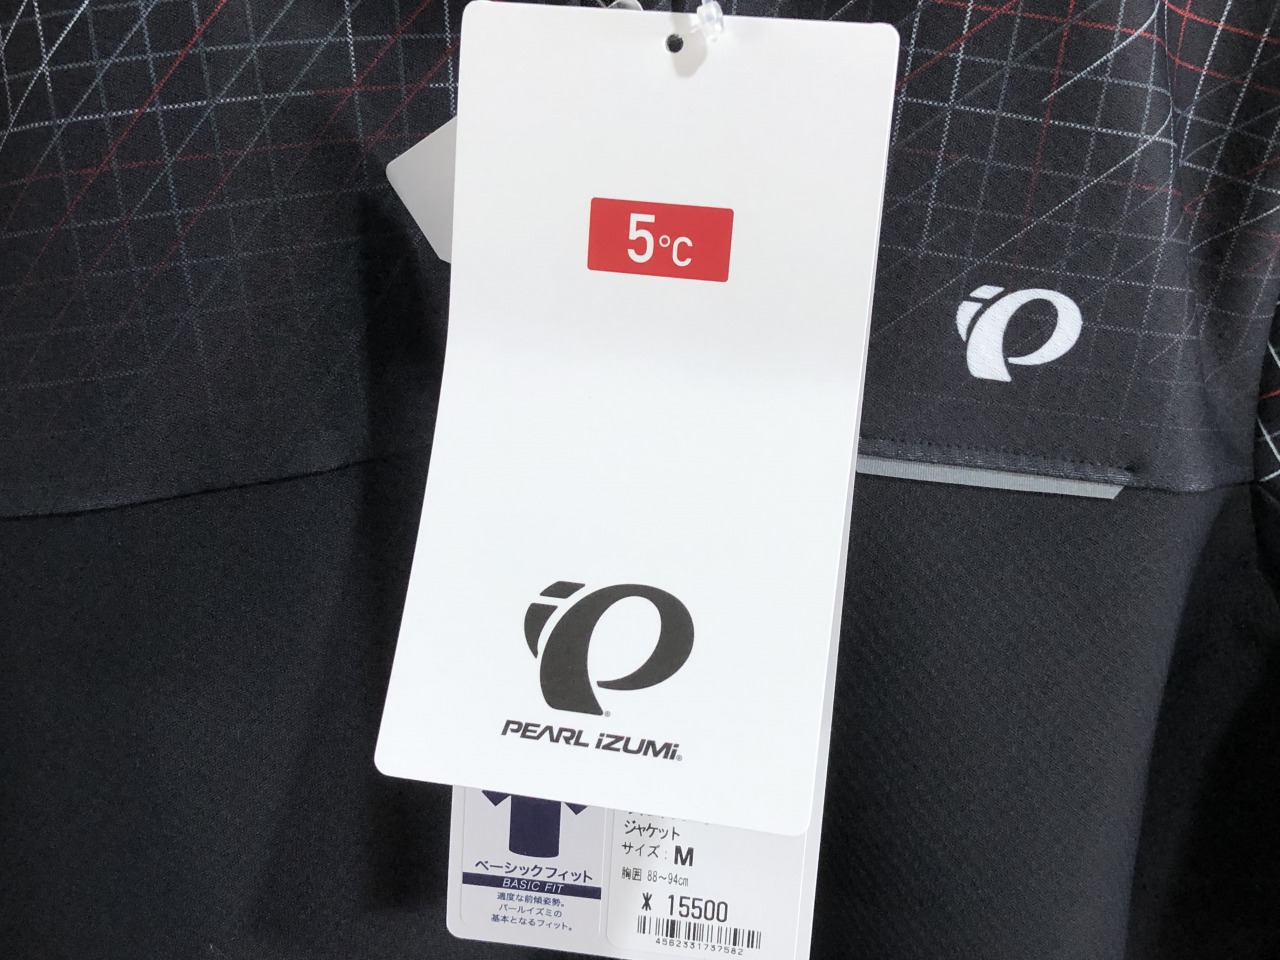 5°C
PEARL iZUMi®
ベーシックフィット
BASIC FIT
適度な前傾姿勢。
パールイズミの
基本となるフィット。
ジャケット
サイズ：M
胸囲 88～94cm
¥ 15500
4562331737582